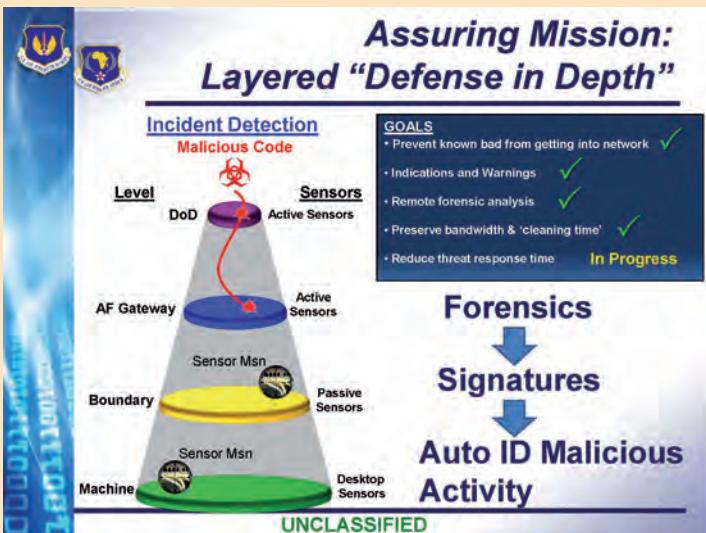 Assuring Mission:
Layered “Defense in Depth”
Incident Detection
Malicious Code
Level
Sensors
DoD
Active Sensors
AF Gateway
Active
Sensors
Sensor Msn
Boundary
Passive
Sensors
Sensor Msn
Machine
Desktop
Sensors
GOALS
• Prevent known bad from getting into network
• Indications and Warnings
• Remote forensic analysis
• Preserve bandwidth & ‘cleaning time’
• Reduce threat response time In Progress
Forensics
Signatures
Auto ID Malicious
Activity
UNCLASSIFIED